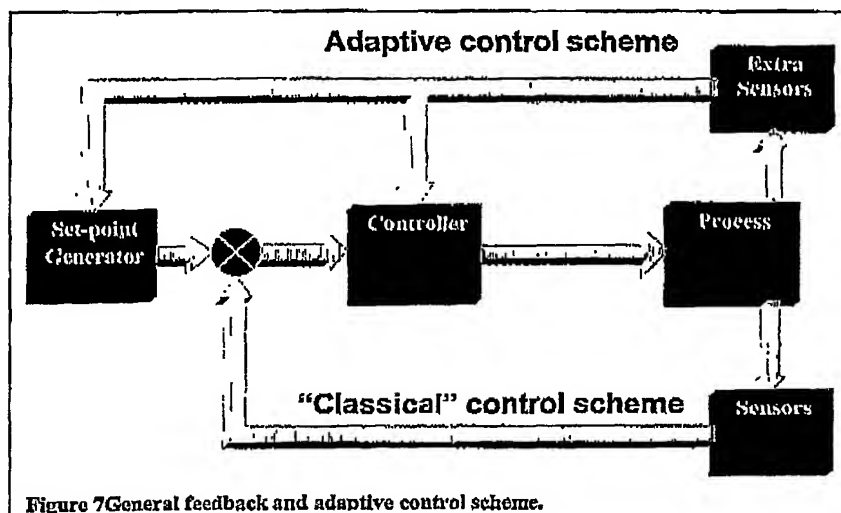 Adaptive control scheme
Extra
Sensors
Set-point
Generator
Controller
Process
"Classical" control scheme
Sensors
Figure 7General feedback and adaptive control scheme.